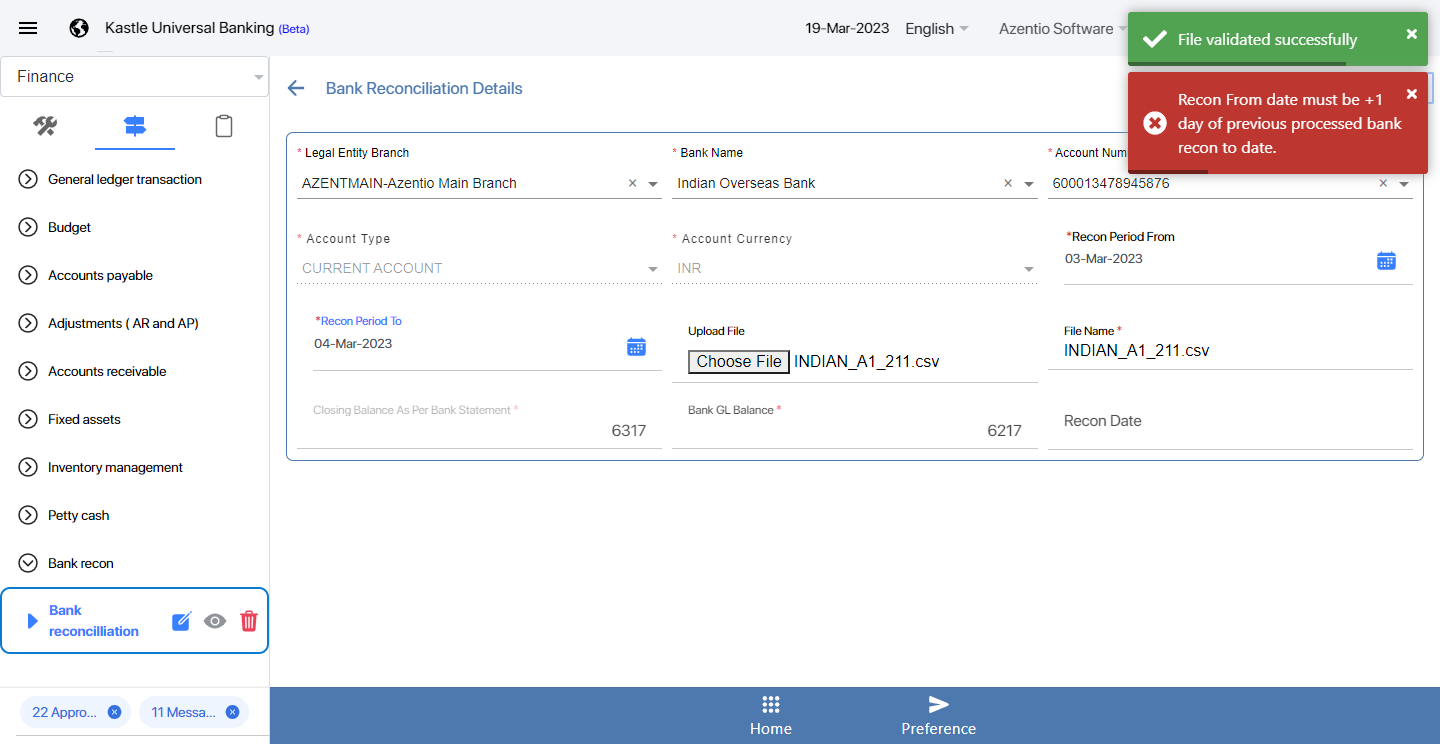 Kastle Universal Banking (Beta)
19-Mar-2023
English
Azentio Software
File validated successfully
Recon From date must be +1
day of previous processed bank
recon to date.
Finance
Bank Reconciliation Details
* Legal Entity Branch
AZENTMAIN-Azentio Main Branch
* Bank Name
Indian Overseas Bank
* Account Num
600013478945876
* Account Type
CURRENT ACCOUNT
* Account Currency
INR
*Recon Period From
03-Mar-2023
*Recon Period To
04-Mar-2023
Upload File
Choose File INDIAN_A1_211.csv
File Name *
INDIAN_A1_211.csv
Closing Balance As Per Bank Statement *
6317
Bank GL Balance *
6217
Recon Date
General ledger transaction
Budget
Accounts payable
Adjustments ( AR and AP)
Accounts receivable
Fixed assets
Inventory management
Petty cash
Bank recon
Bank
reconcilliation
22 Appro...
11 Messa...
Home
Preference